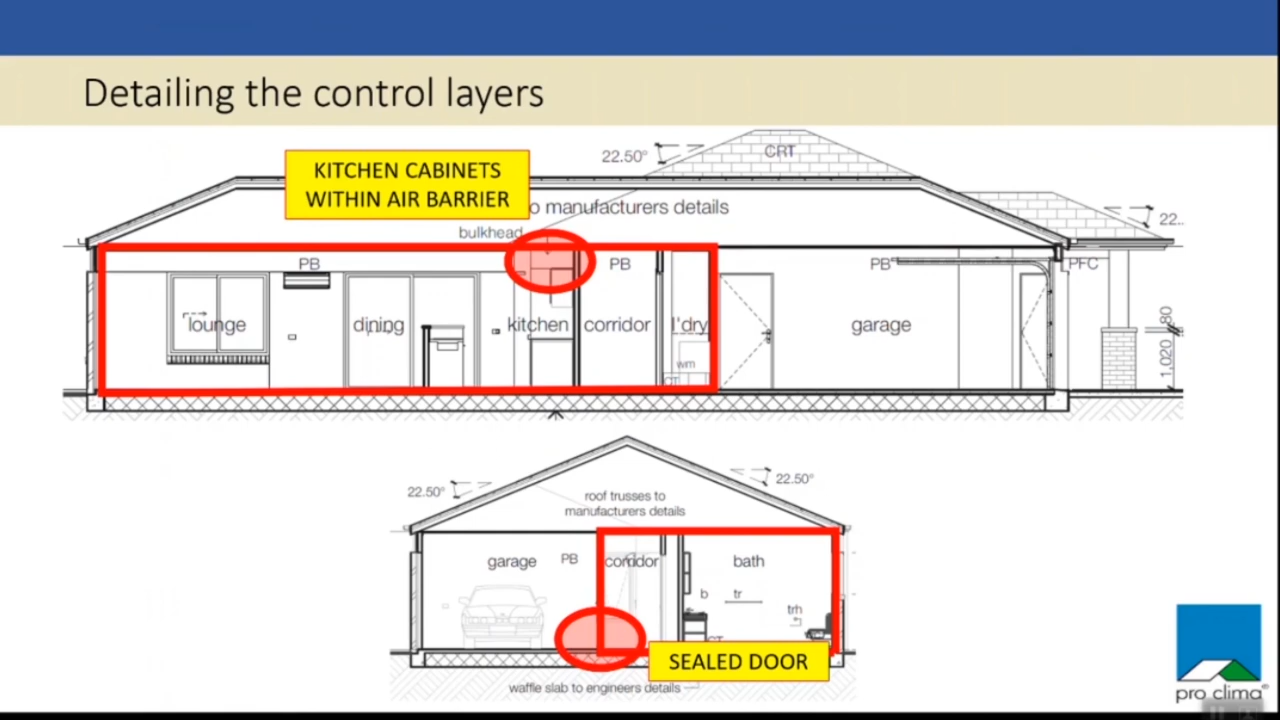 Detailing the control layers
22.50°
CRT
KITCHEN CABINETS
WITHIN AIR BARRIER
o manufacturers details
22..
bulkhead
PB
PB
PB
PFC
lounge
dining
kitchen
corridor
l'dry
garage
1,020
80
wm
22.50°
22.50°
roof trusses to
manufacturers details
garage
PB
corridor
bath
b
tr
trh
CT
SEALED DOOR
waffle slab to engineers details
pro clima®